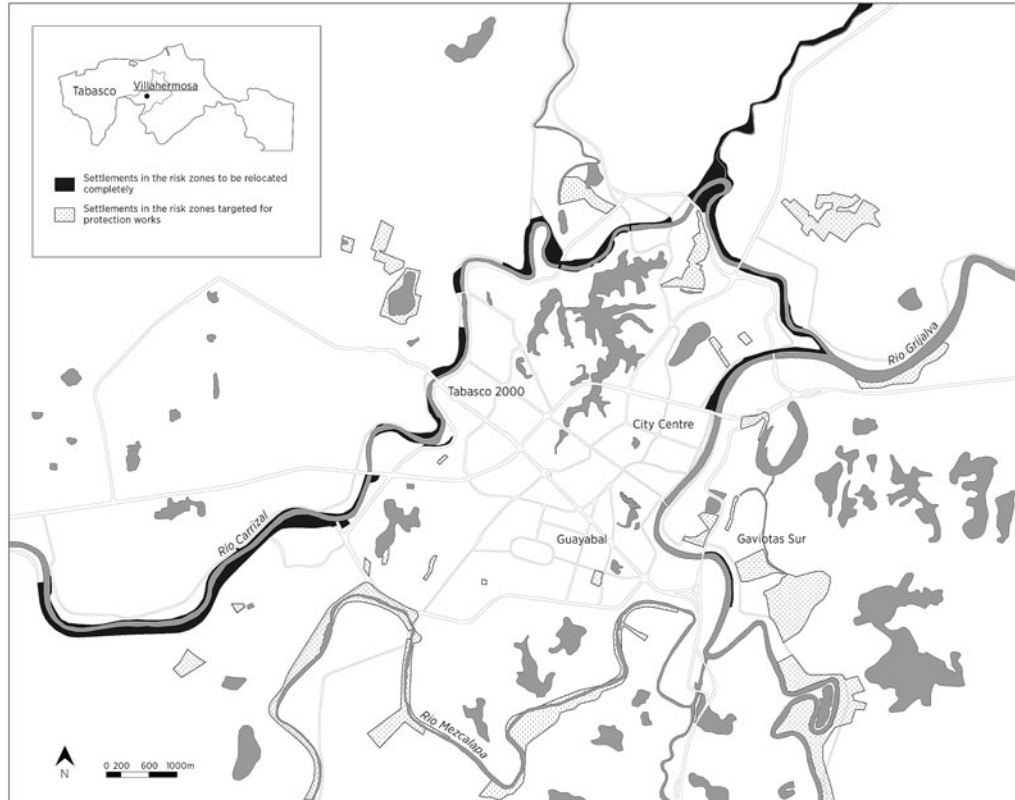 Tabasco
Villahermosa
Settlements in the risk zones to be relocated
completely
Settlements in the risk zones targeted for
protection works
Rio Grijalva
Tabasco 2000
City Centre
Rio Carrizal
Guayabal
Gaviotas Sur
Rio Mezcalapa
N
0 200 600 1000m